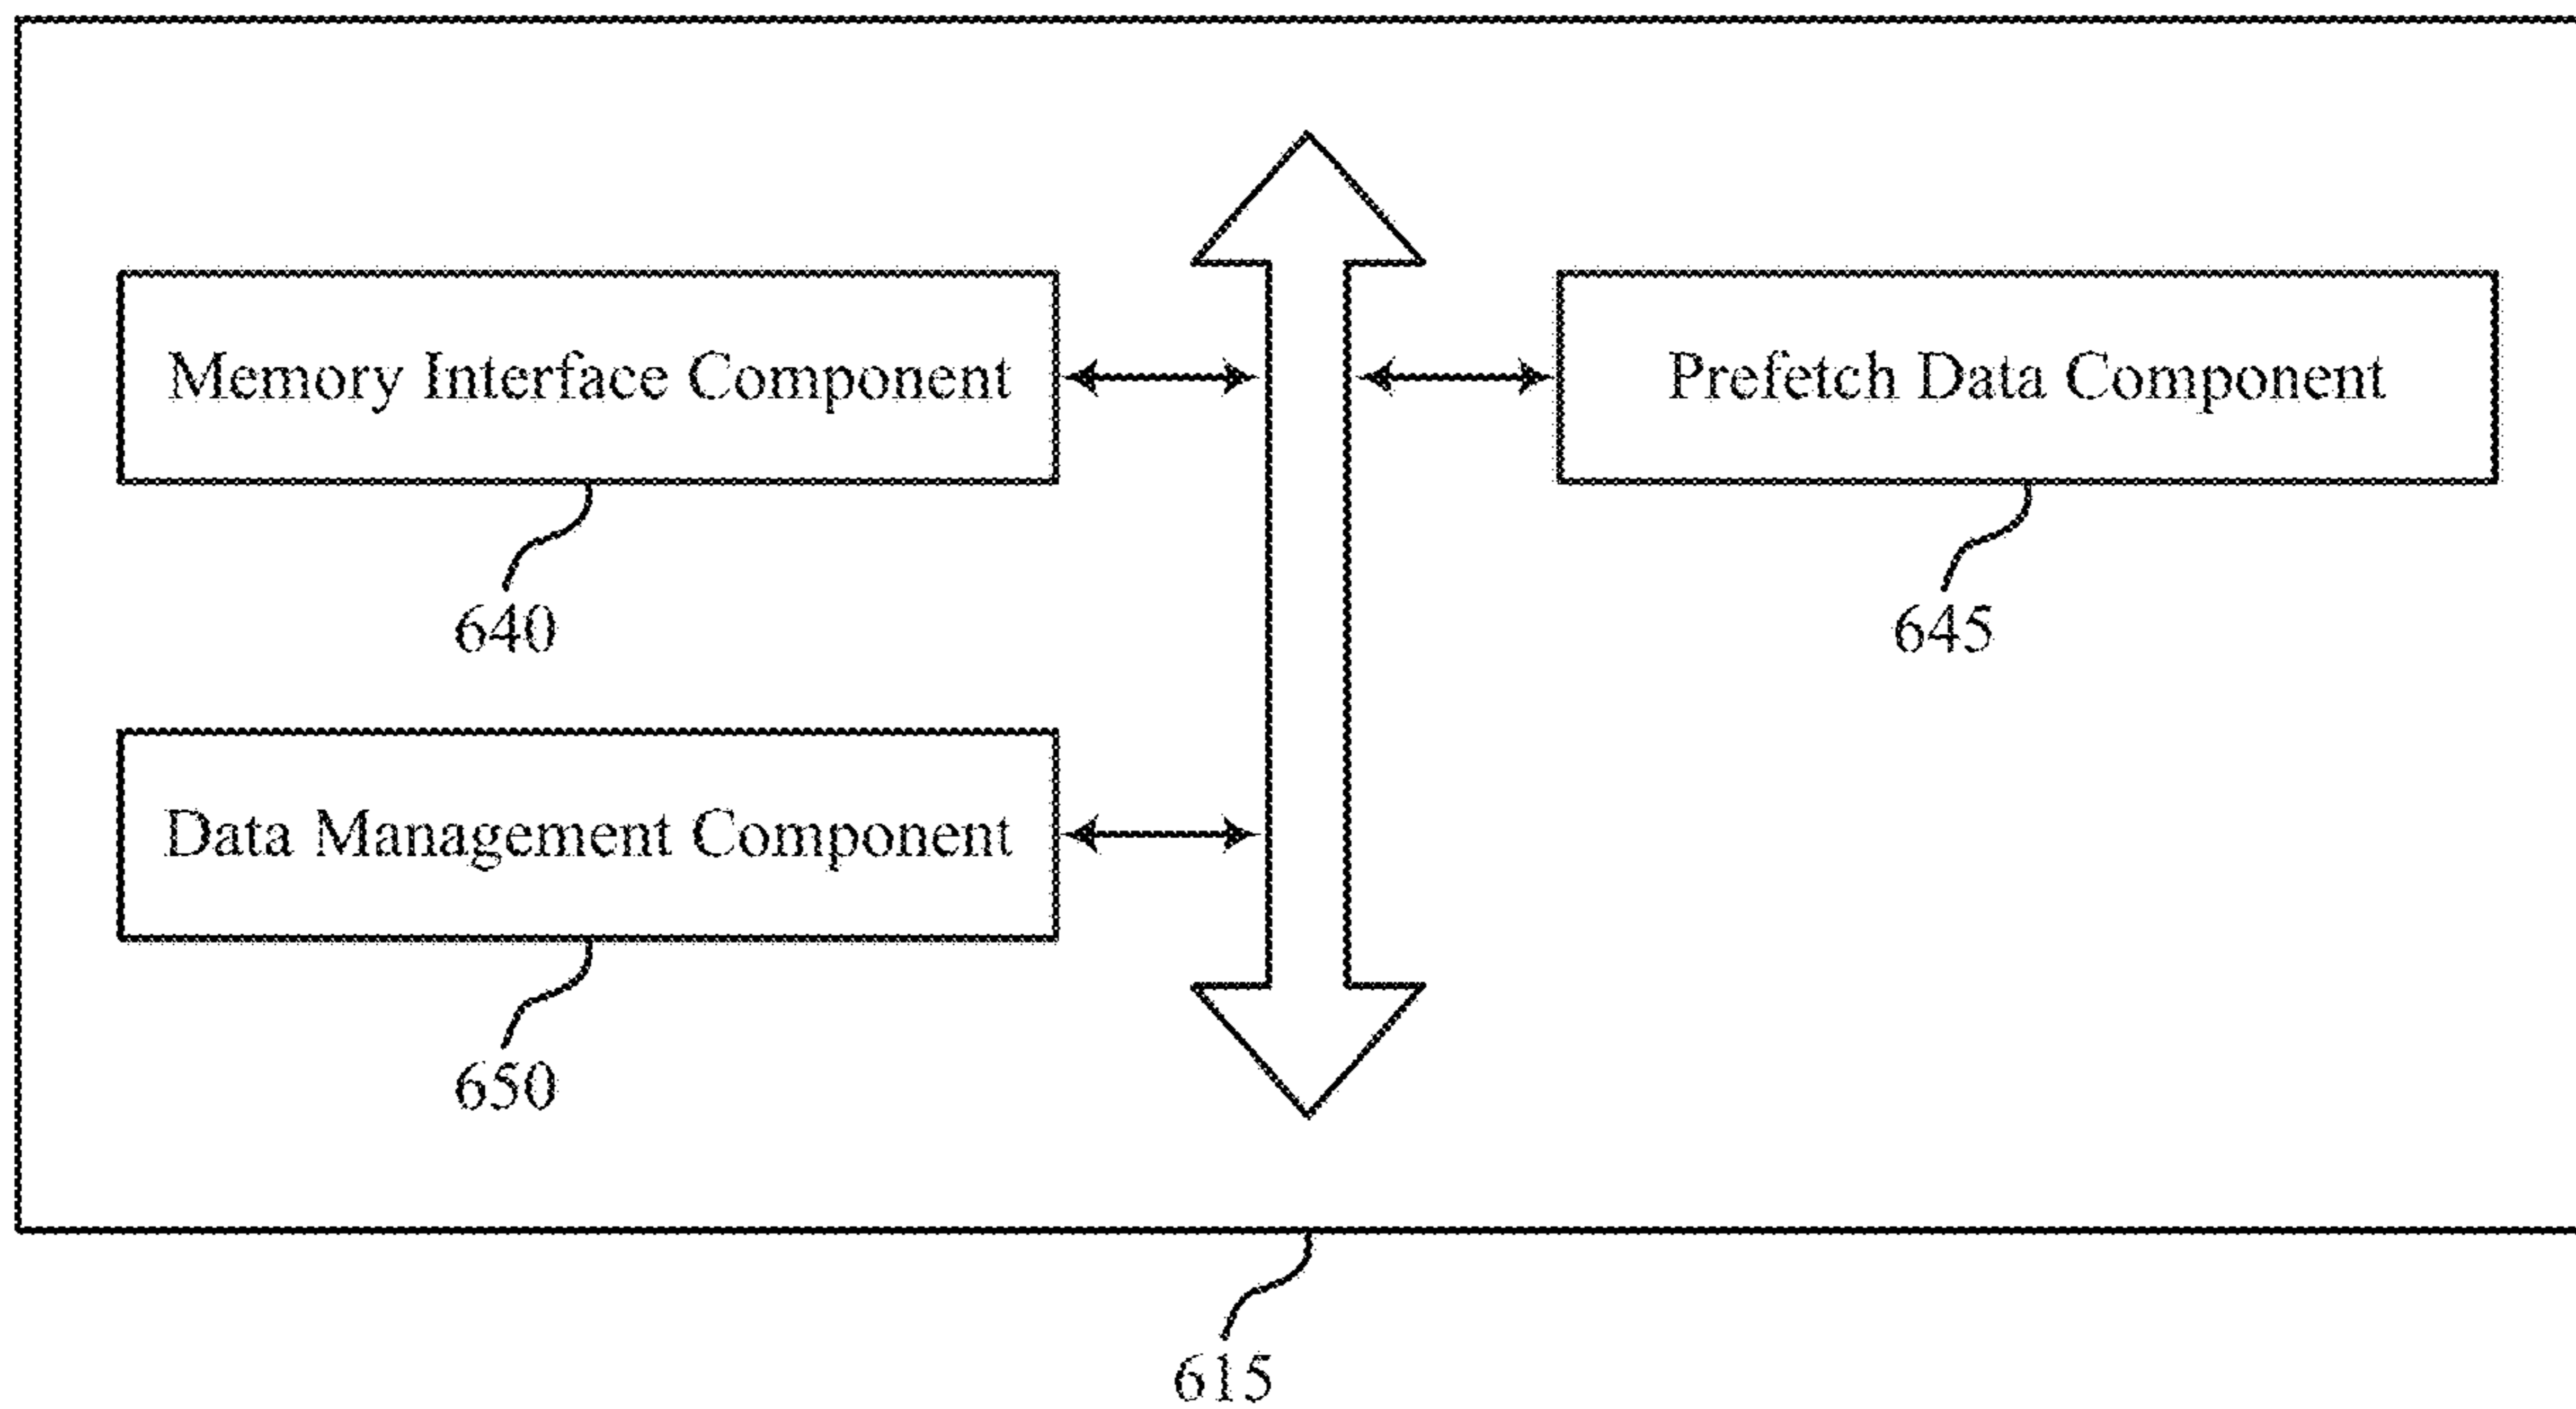 Memory Interface Component
Prefetch Data Component
640
645
Data Management Component
650
615